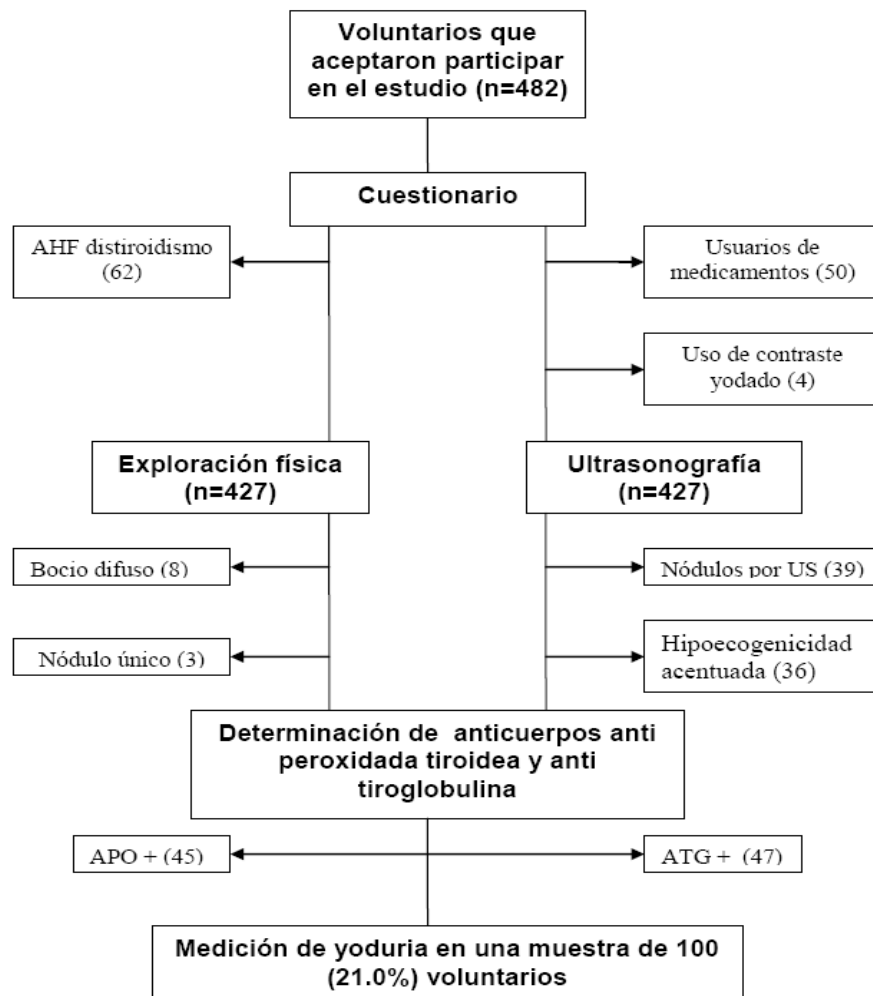 Voluntarios que
aceptaron participar
en el estudio (n=482)
Cuestionario
AHF distiroidismo
(62)
Usuarios de
medicamentos (50)
Uso de contraste
yodado (4)
Exploración física
(n=427)
Ultrasonografía
(n=427)
Bocio difuso (8)
Nódulos por US (39)
Nódulo único (3)
Hipoecogenicidad
acentuada (36)
Determinación de anticuerpos anti
peroxidada tiroidea y anti
tiroglobulina
APO + (45)
ATG + (47)
Medición de yoduria en una muestra de 100
(21.0%) voluntarios